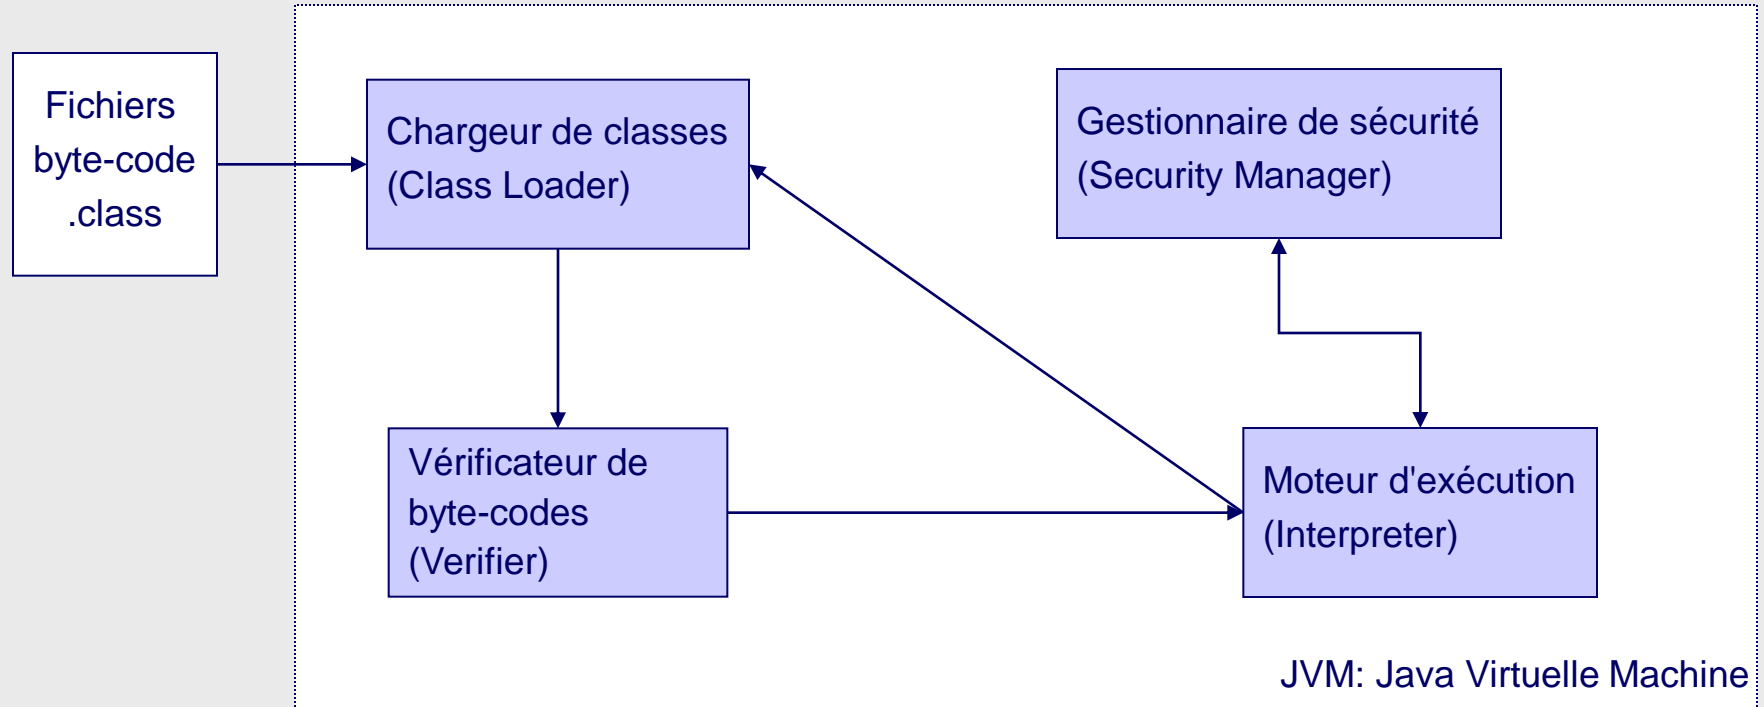 Fichiers
byte-code
.class
Chargeur de classes
(Class Loader)
Gestionnaire de sécurité
(Security Manager)
Vérificateur de
byte-codes
(Verifier)
Moteur d'exécution
(Interpreter)
JVM: Java Virtuelle Machine